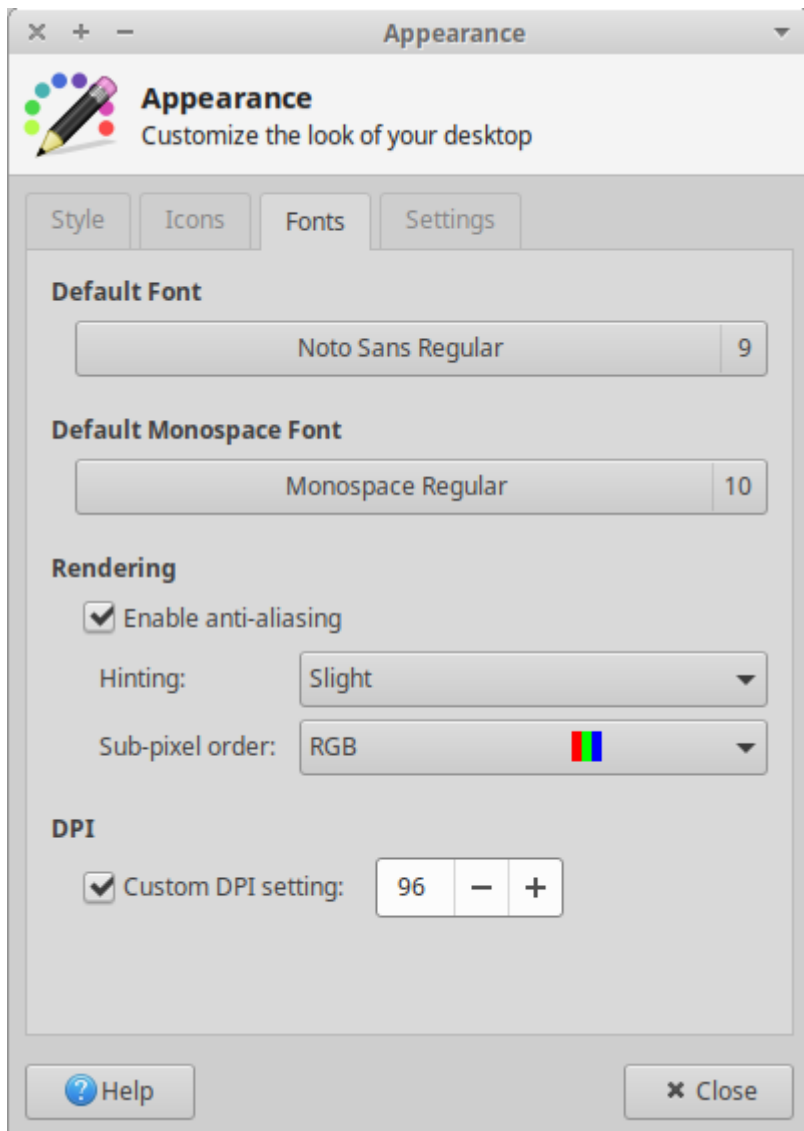 Appearance
Appearance
Customize the look of your desktop
Style Icons Fonts Settings
Default Font
Noto Sans Regular 9
Default Monospace Font
Monospace Regular 10
Rendering
Enable anti-aliasing
Hinting: Slight
Sub-pixel order: RGB
DPI
Custom DPI setting: 96 − +
Help Close